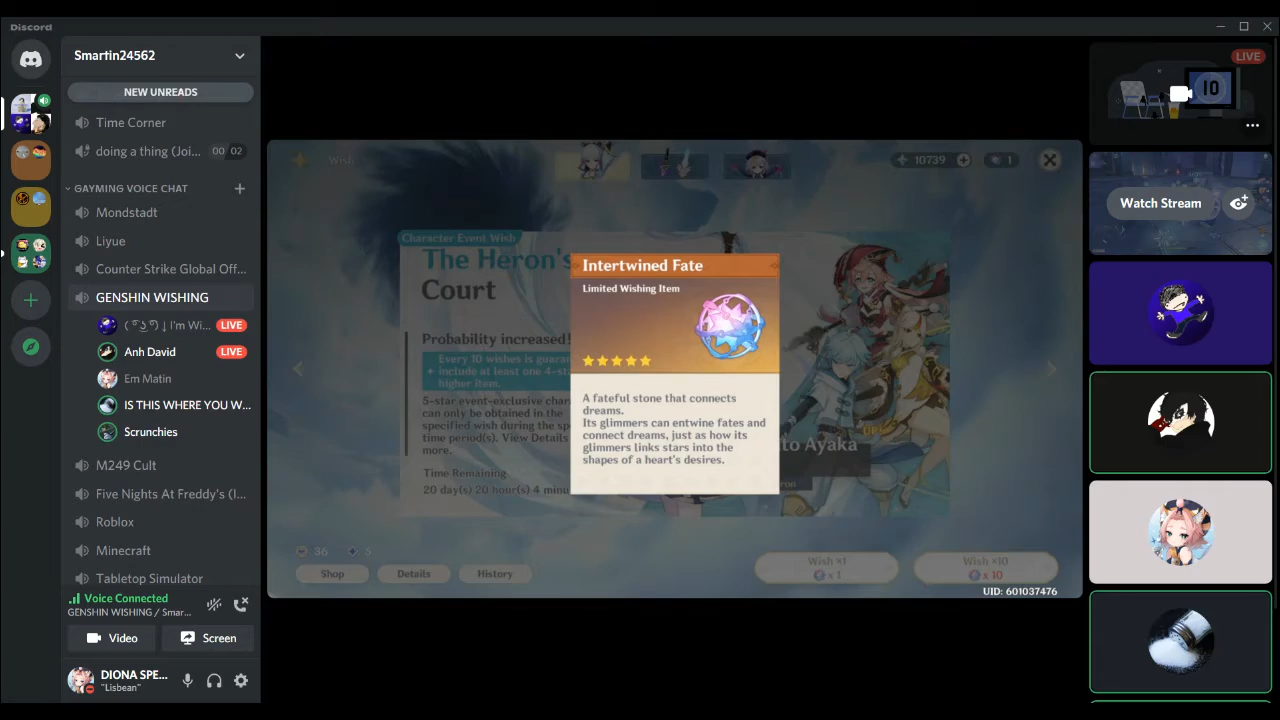 Discord
Smartin24562
NEW UNREADS
Time Corner
doing a thing (Joi...
00 02
GAYMING VOICE CHAT
Mondstadt
Liyue
Counter Strike Global Off...
GENSHIN WISHING
I'm Wi...
LIVE
Anh David
LIVE
Em Matin
IS THIS WHERE YOU W...
Scrunchies
M249 Cult
Five Nights At Freddy's (I...
Roblox
Minecraft
Tabletop Simulator
Voice Connected
GENSHIN WISHING / Smar...
Video
Screen
DIONA SPE...
"Lisbean"
Wish
10739
1
Character Event Wish
The Heron's
Court
Probability increased!
Every 10 wishes is guaran
include at least one 4-s
higher item.
5-star event-exclusive char
can only be obtained in the
specified wish during the sp
time period(s). View Details
more.
Time Remaining
20 day(s) 20 hour(s) 4 minu
Intertwined Fate
Limited Wishing Item
A fateful stone that connects
dreams.
Its glimmers can entwine fates and
connect dreams, just as how its
glimmers links stars into the
shapes of a heart's desires.
UP!
to Ayaka
36
5
Shop
Details
History
Wish ×1
x 1
Wish ×10
x 10
UID: 601037476
LIVE
10
Watch Stream